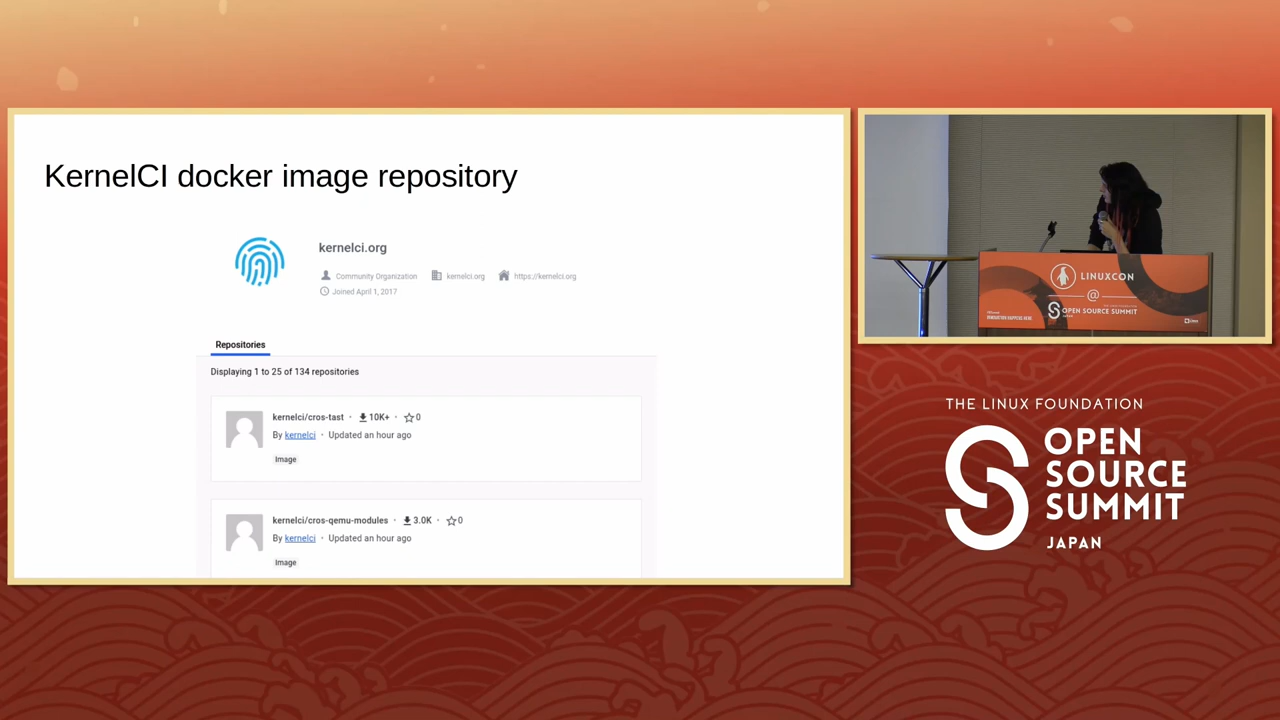 KernelCI docker image repository
kernelci.org
Community Organization kernelci.org https://kernelci.org
Joined April 1, 2017
Repositories
Displaying 1 to 25 of 134 repositories
kernelci/cros-tast • 10K+ • 0
By kernelci • Updated an hour ago
Image
kernelci/cros-qemu-modules • 3.0K • 0
By kernelci • Updated an hour ago
Image
LINUXCON
@
OPEN SOURCE SUMMIT
THE LINUX FOUNDATION
OPEN
SOURCE
SUMMIT
JAPAN